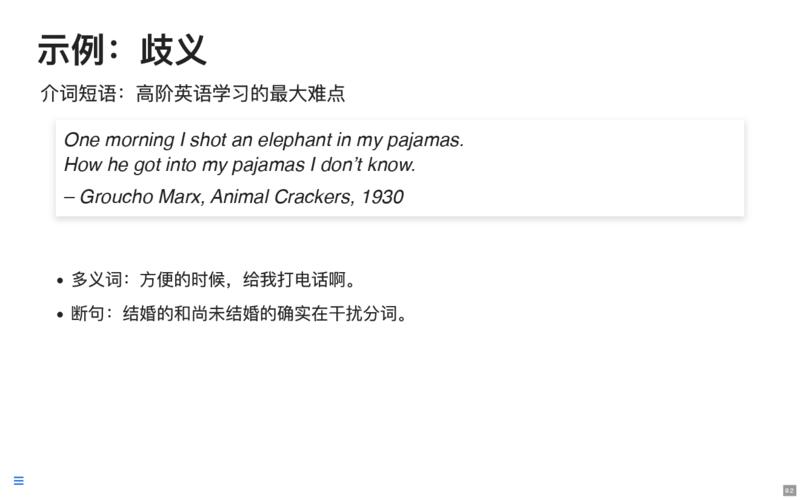 示例：歧义
介词短语：高阶英语学习的最大难点
One morning I shot an elephant in my pajamas.
How he got into my pajamas I don’t know.
– Groucho Marx, Animal Crackers, 1930
• 多义词：方便的时候，给我打电话啊。
• 断句：结婚的和尚未结婚的确实在干扰分词。
9.2